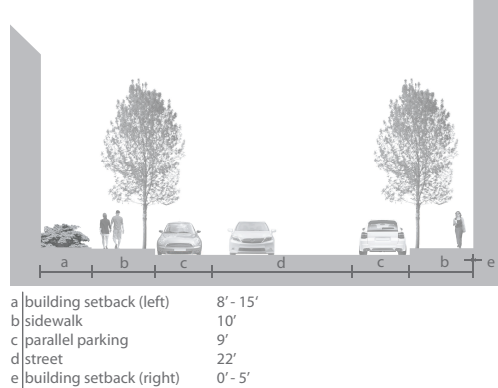 a b c d c b e
a building setback (left) 8' - 15'
b sidewalk 10'
c parallel parking 9'
d street 22'
e building setback (right) 0' - 5'